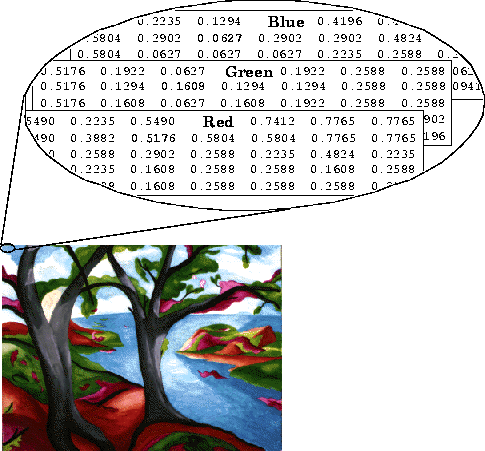 0.2235 0.1294 Blue 0.4196
.5804 0.2902 0.0627 0.2902 0.2902 0.4824
0.5804 0.0627 0.0627 0.0627 0.2235 0.2588
0.5176 0.1922 0.0627 Green 0.1922 0.2588 0.2588
0.5176 0.1294 0.1608 0.1294 0.1294 0.2588 0.2588 0941
0.5176 0.1608 0.0627 0.1608 0.1922 0.2588 0.2588
5490 0.2235 0.5490 Red 0.7412 0.7765 0.7765 902
490 0.3882 0.5176 0.5804 0.5804 0.7765 0.7765 196
0.2588 0.2902 0.2588 0.2235 0.4824 0.2235
0.2235 0.1608 0.2588 0.2588 0.1608 0.2588
0.1608 0.2588 0.2588 0.2588